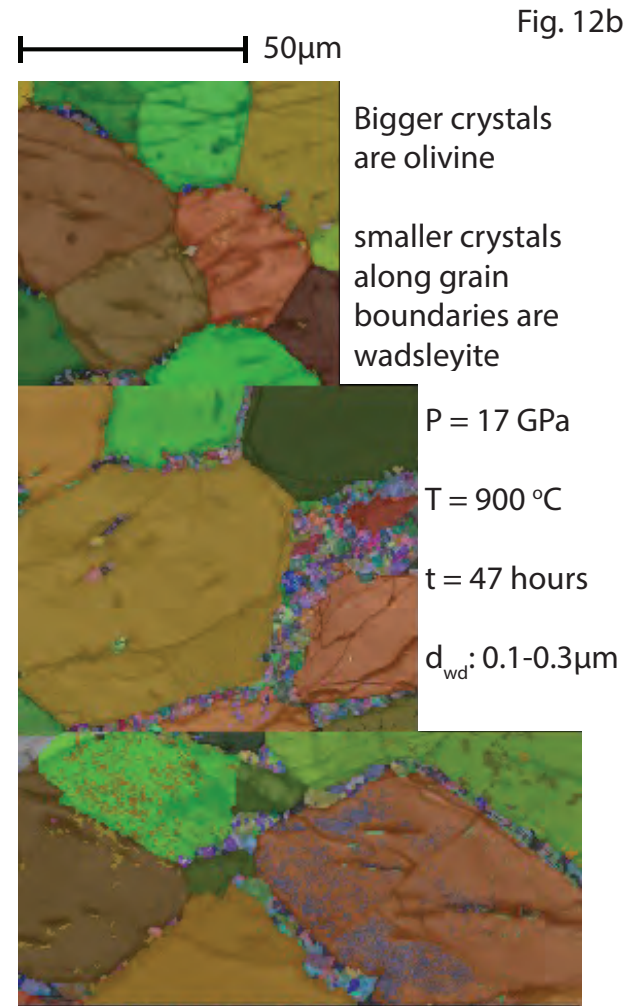 Fig. 12b
50μm
Bigger crystals
are olivine
smaller crystals
along grain
boundaries are
wadsleyite
P = 17 GPa
T = 900 ºC
t = 47 hours
d_wd: 0.1-0.3μm